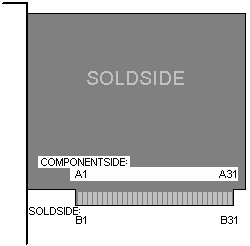 SOLDSIDE
COMPONENTSIDE:
A1 A31
SOLDSIDE:
B1 B31